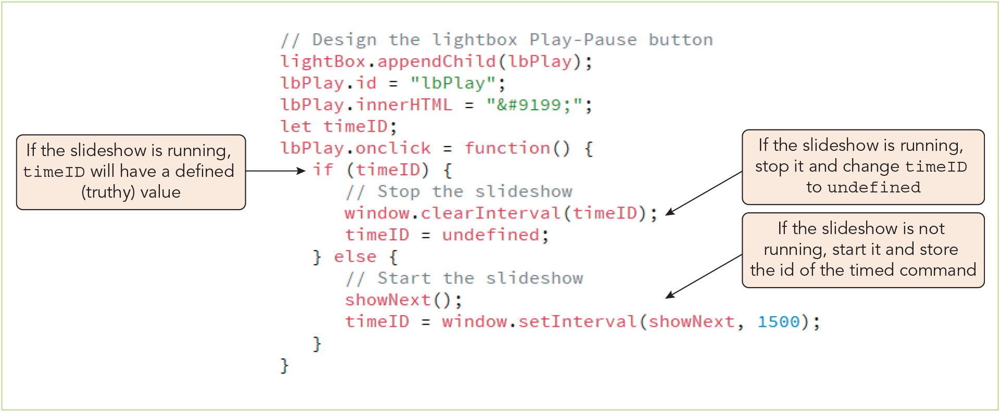 // Design the lightbox Play-Pause button
lightBox.appendChild(lbPlay);
lbPlay.id = "lbPlay";
lbPlay.innerHTML = "&#9199;";
let timeID;
lbPlay.onclick = function() {
if (timeID) {
// Stop the slideshow
window.clearInterval(timeID);
timeID = undefined;
} else {
// Start the slideshow
showNext();
timeID = window.setInterval(showNext, 1500);
}
}
If the slideshow is running,
timeID will have a defined
(truthy) value
If the slideshow is running,
stop it and change timeID
to undefined
If the slideshow is not
running, start it and store
the id of the timed command